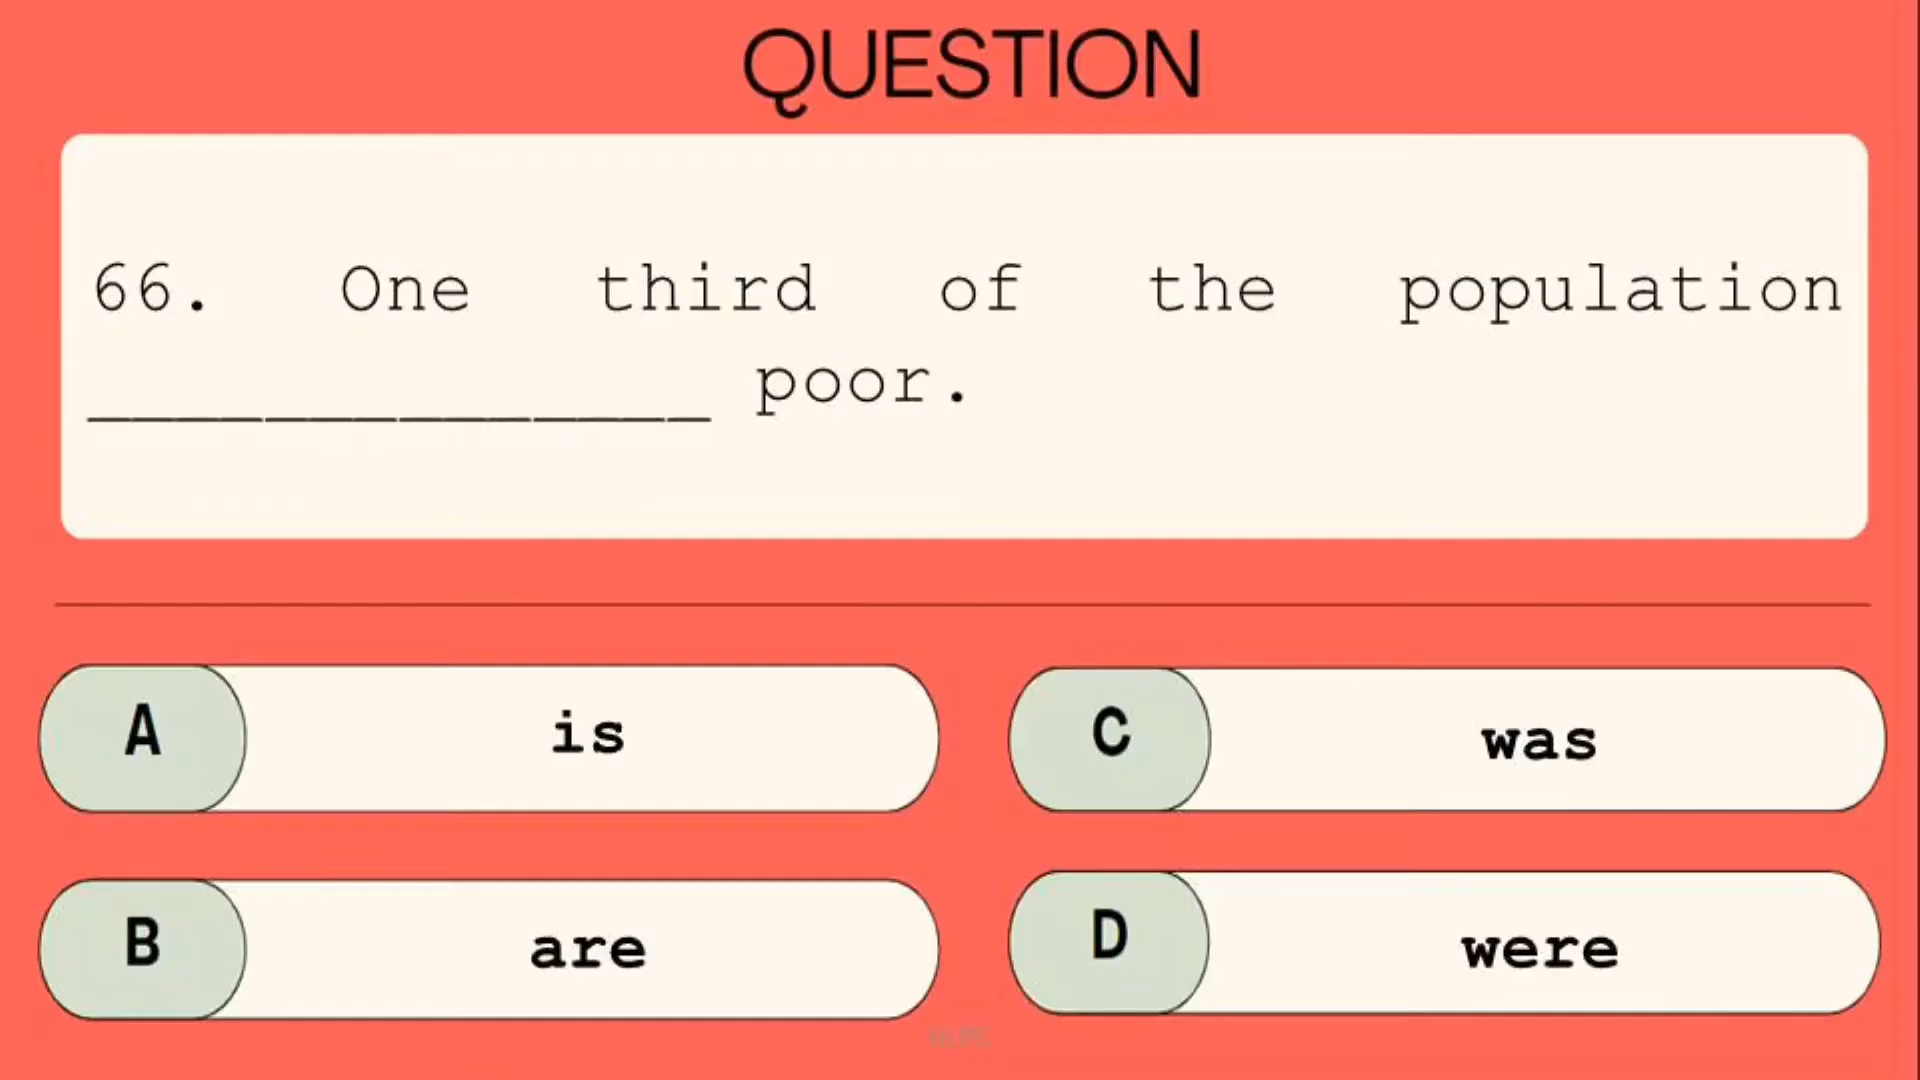 QUESTION
66. One third of the population
______________ poor.
A is
C was
B are
D were